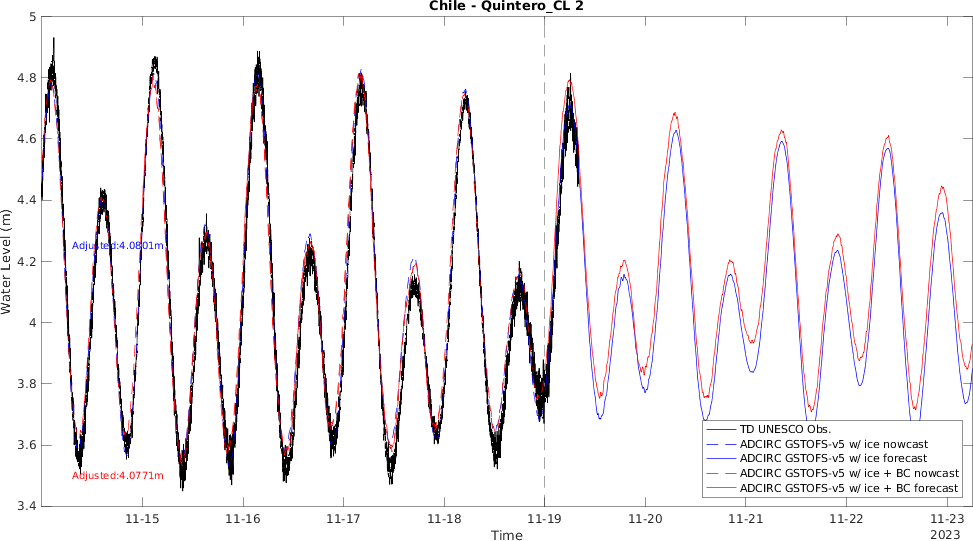 Chile - Quintero_CL 2
Water Level (m)
5
4.8
4.6
4.4
4.2
4
3.8
3.6
3.4
Adjusted:4.0801m
Adjusted:4.0771m
TD UNESCO Obs.
ADCIRC GSTOFS-v5 w/ ice nowcast
ADCIRC GSTOFS-v5 w/ ice forecast
ADCIRC GSTOFS-v5 w/ ice + BC nowcast
ADCIRC GSTOFS-v5 w/ ice + BC forecast
11-15 11-16 11-17 11-18 11-19 11-20 11-21 11-22 11-23
2023
Time